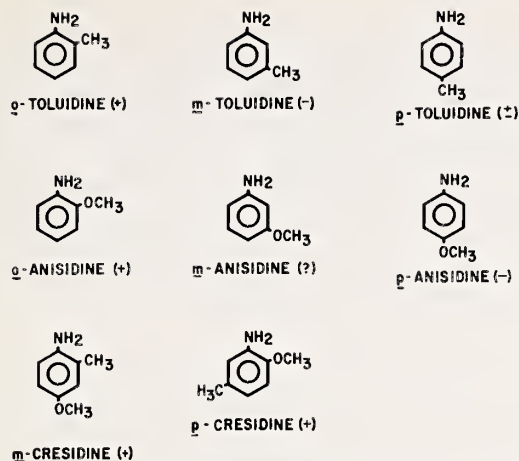 NH2 NH2 NH2
CH3
CH3
CH3
o-TOLUIDINE (+) m-TOLUIDINE (-) p-TOLUIDINE (±)
NH2 NH2 NH2
OCH3
OCH3
OCH3
o-ANISIDINE (+) m-ANISIDINE (?) p-ANISIDINE (-)
NH2 NH2
CH3 OCH3
H3C
OCH3
m-CRESIDINE (+) p-CRESIDINE (+)